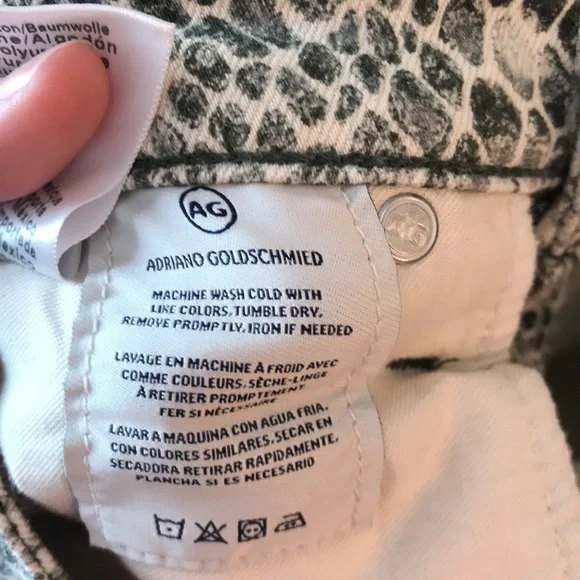 on/Baumwolle
ne/Algodón
AG
ADRIANO GOLDSCHMIED
MACHINE WASH COLD WITH
LIKE COLORS, TUMBLE DRY.
REMOVE PROMPTLY, IRON IF NEEDED
LAVAGE EN MACHINE À FROID AVEC
COMME COULEURS, SÈCHE-LINGE
À RETIRER PROMPTEMENT
FER SI NÉCESSAIRE
LAVAR A MAQUINA CON AGUA FRIA,
CON COLORES SIMILARES. SECAR EN
SECADORA RETIRAR RAPIDAMENTE,
PLANCHA SI ES NECESARIO
AG